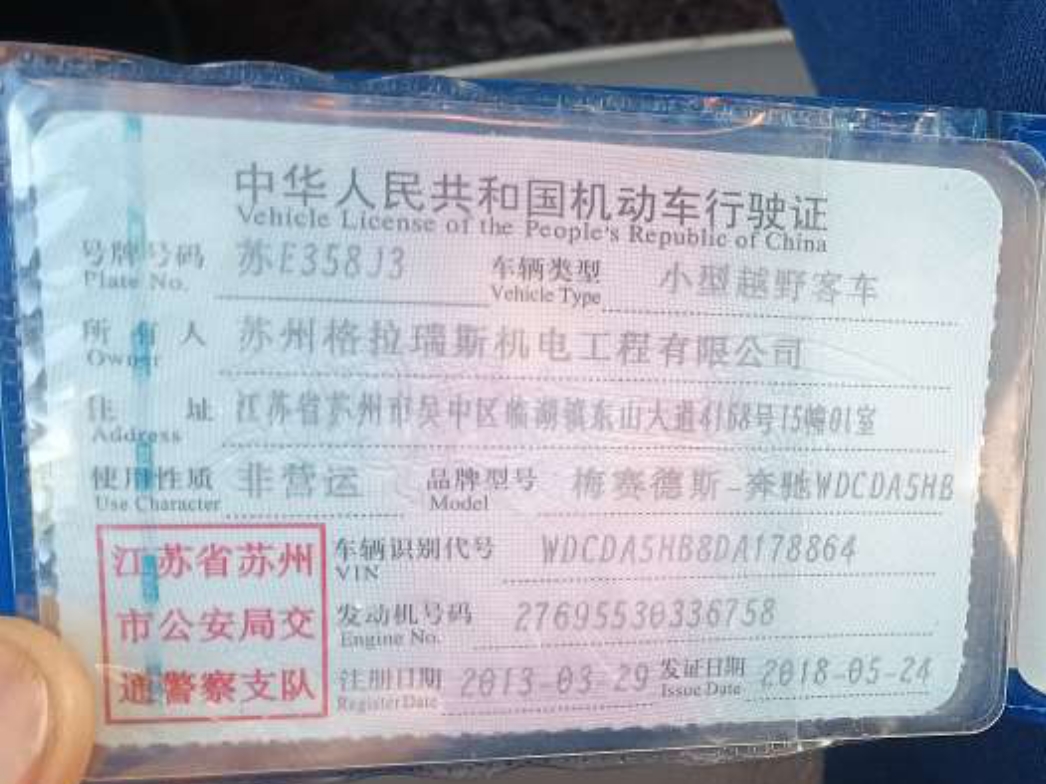 中华人民共和国机动车行驶证
Vehicle License of the People's Republic of China
号牌号码 苏E358J3 车辆类型 小型越野客车
Plate No. Vehicle Type
所有人 苏州格拉瑞斯机电工程有限公司
Owner
住址 江苏省苏州市吴中区临湖镇东山大道4168号15幢01室
Address
使用性质 非营运 品牌型号 梅赛德斯-奔驰WDCDA5HB
Use Character Model
江苏省苏州
市公安局交
通警察支队
车辆识别代号 WDCDA5HB8DA178864
VIN
发动机号码 27695530336758
Engine No.
注册日期 2013-03-29 发证日期 2018-05-24
Register Date Issue Date